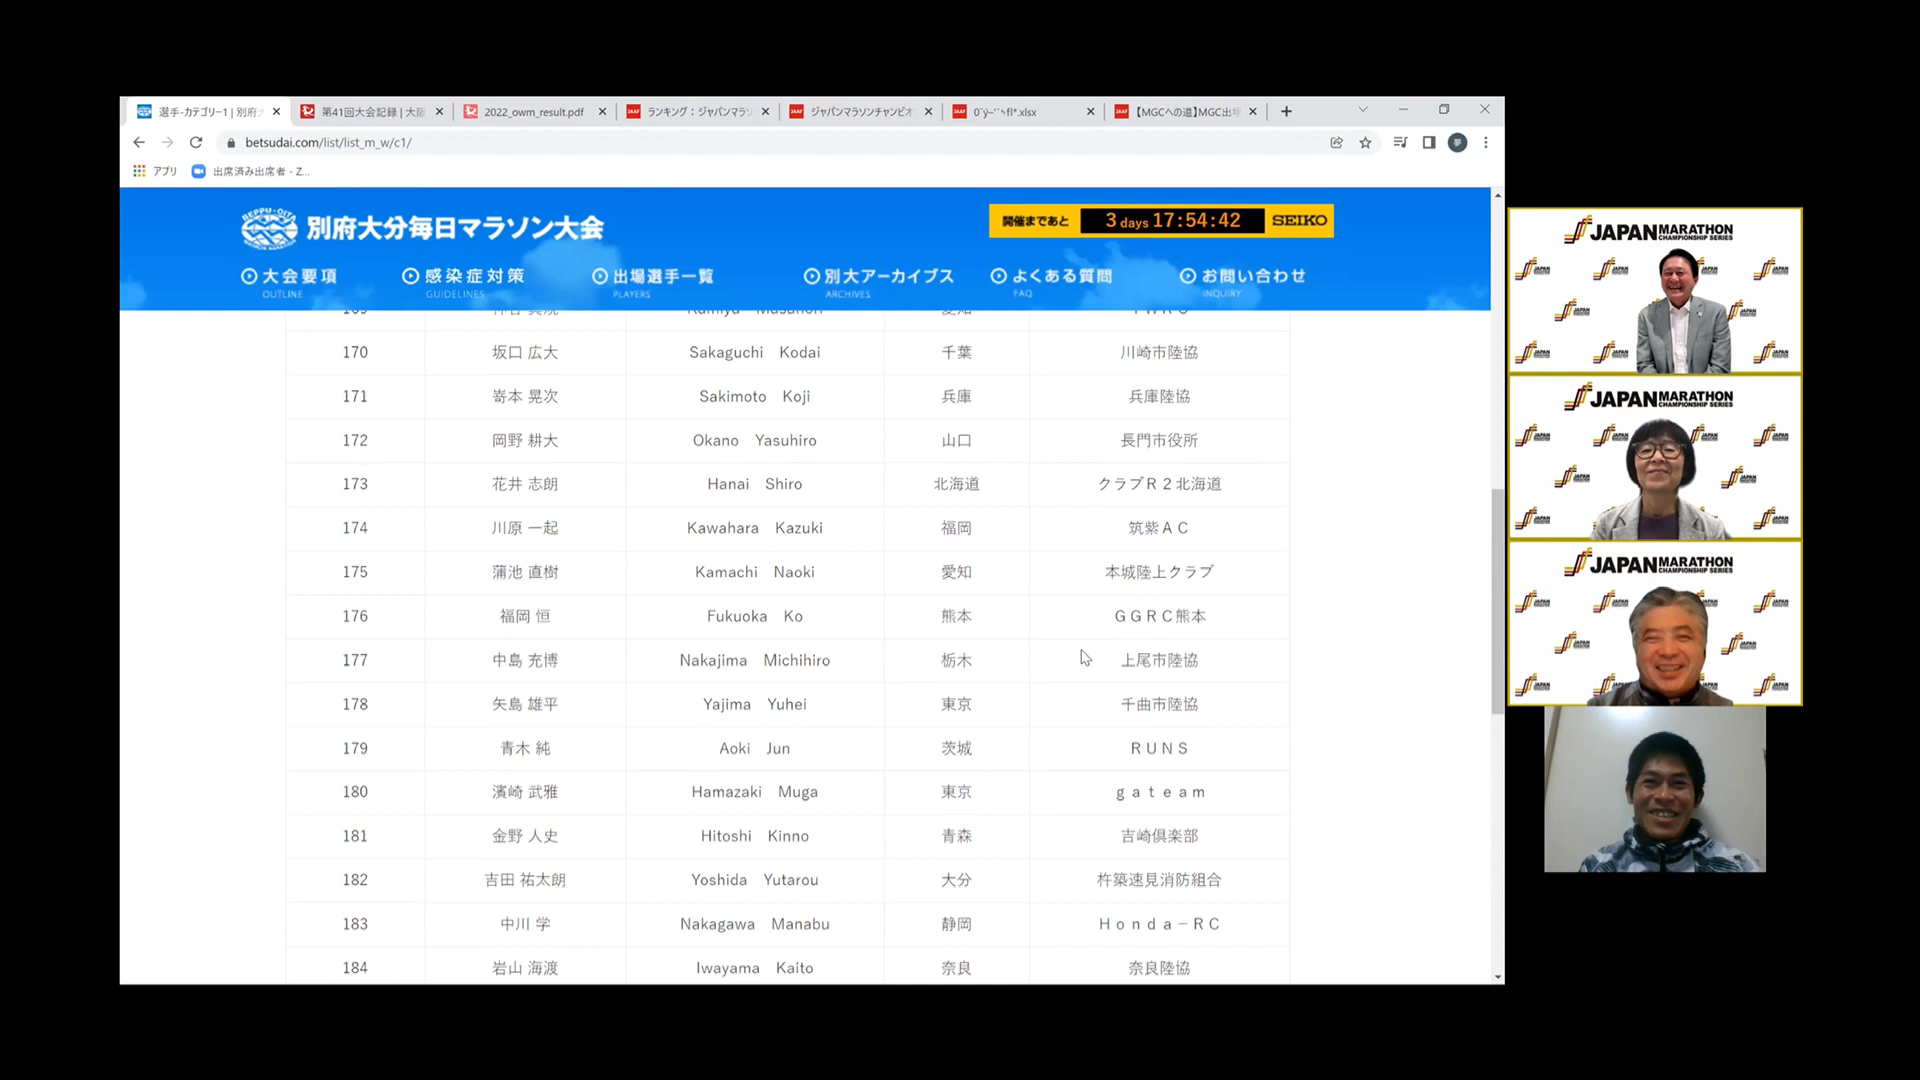 選手-カテゴリー1 | 別府大
第41回大会記録 | 大阪
2022_owm_result.pdf
ランキング：ジャパンマラソ
ジャパンマラソンチャンピオン
【MGCへの道】MGC出場
betsudai.com/list/list_m_w/c1/
アプリ
出席済み出席者 - Z...
BEPPU-OITA
別府大分毎日マラソン大会
開催まであと 3 days 17:54:42 SEIKO
大会要項 感染症対策 出場選手一覧 別大アーカイブス よくある質問 お問い合わせ
OUTLINE GUIDELINES PLAYERS ARCHIVES FAQ INQUIRY
170 坂口 広大 Sakaguchi Kodai 千葉 川崎市陸協
171 嵜本 晃次 Sakimoto Koji 兵庫 兵庫陸協
172 岡野 耕大 Okano Yasuhiro 山口 長門市役所
173 花井 志朗 Hanai Shiro 北海道 クラブＲ２北海道
174 川原 一起 Kawahara Kazuki 福岡 筑紫ＡＣ
175 蒲池 直樹 Kamachi Naoki 愛知 本城陸上クラブ
176 福岡 恒 Fukuoka Ko 熊本 ＧＧＲＣ熊本
177 中島 充博 Nakajima Michihiro 栃木 上尾市陸協
178 矢島 雄平 Yajima Yuhei 東京 千曲市陸協
179 青木 純 Aoki Jun 茨城 ＲＵＮＳ
180 濱崎 武雅 Hamazaki Muga 東京 ｇａｔｅａｍ
181 金野 人史 Hitoshi Kinno 青森 吉崎倶楽部
182 吉田 祐太朗 Yoshida Yutarou 大分 杵築速見消防組合
183 中川 学 Nakagawa Manabu 静岡 Ｈｏｎｄａ－ＲＣ
184 岩山 海渡 Iwayama Kaito 奈良 奈良陸協
JAPAN MARATHON CHAMPIONSHIP SERIES
JAPAN MARATHON CHAMPIONSHIP SERIES
JAPAN MARATHON CHAMPIONSHIP SERIES